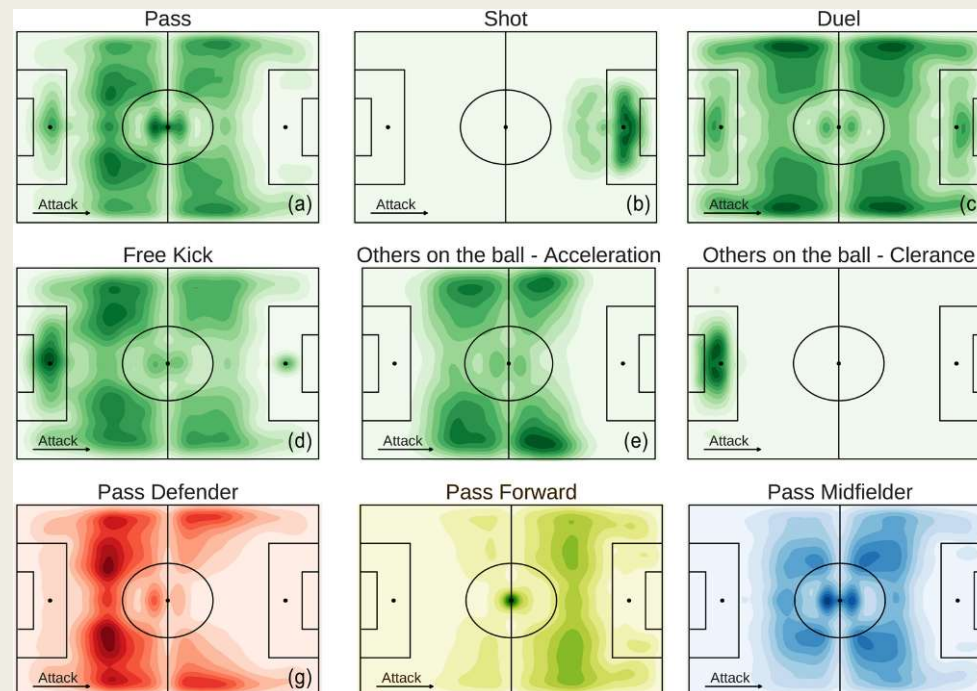 Pass
Shot
Duel
Attack
(a)
Attack
(b)
Attack
(c
Free Kick
Others on the ball - Acceleration
Others on the ball - Clerance
Attack
(d)
Attack
(e)
Attack
Pass Defender
Pass Forward
Pass Midfielder
Attack
(g)
Attack
Attack